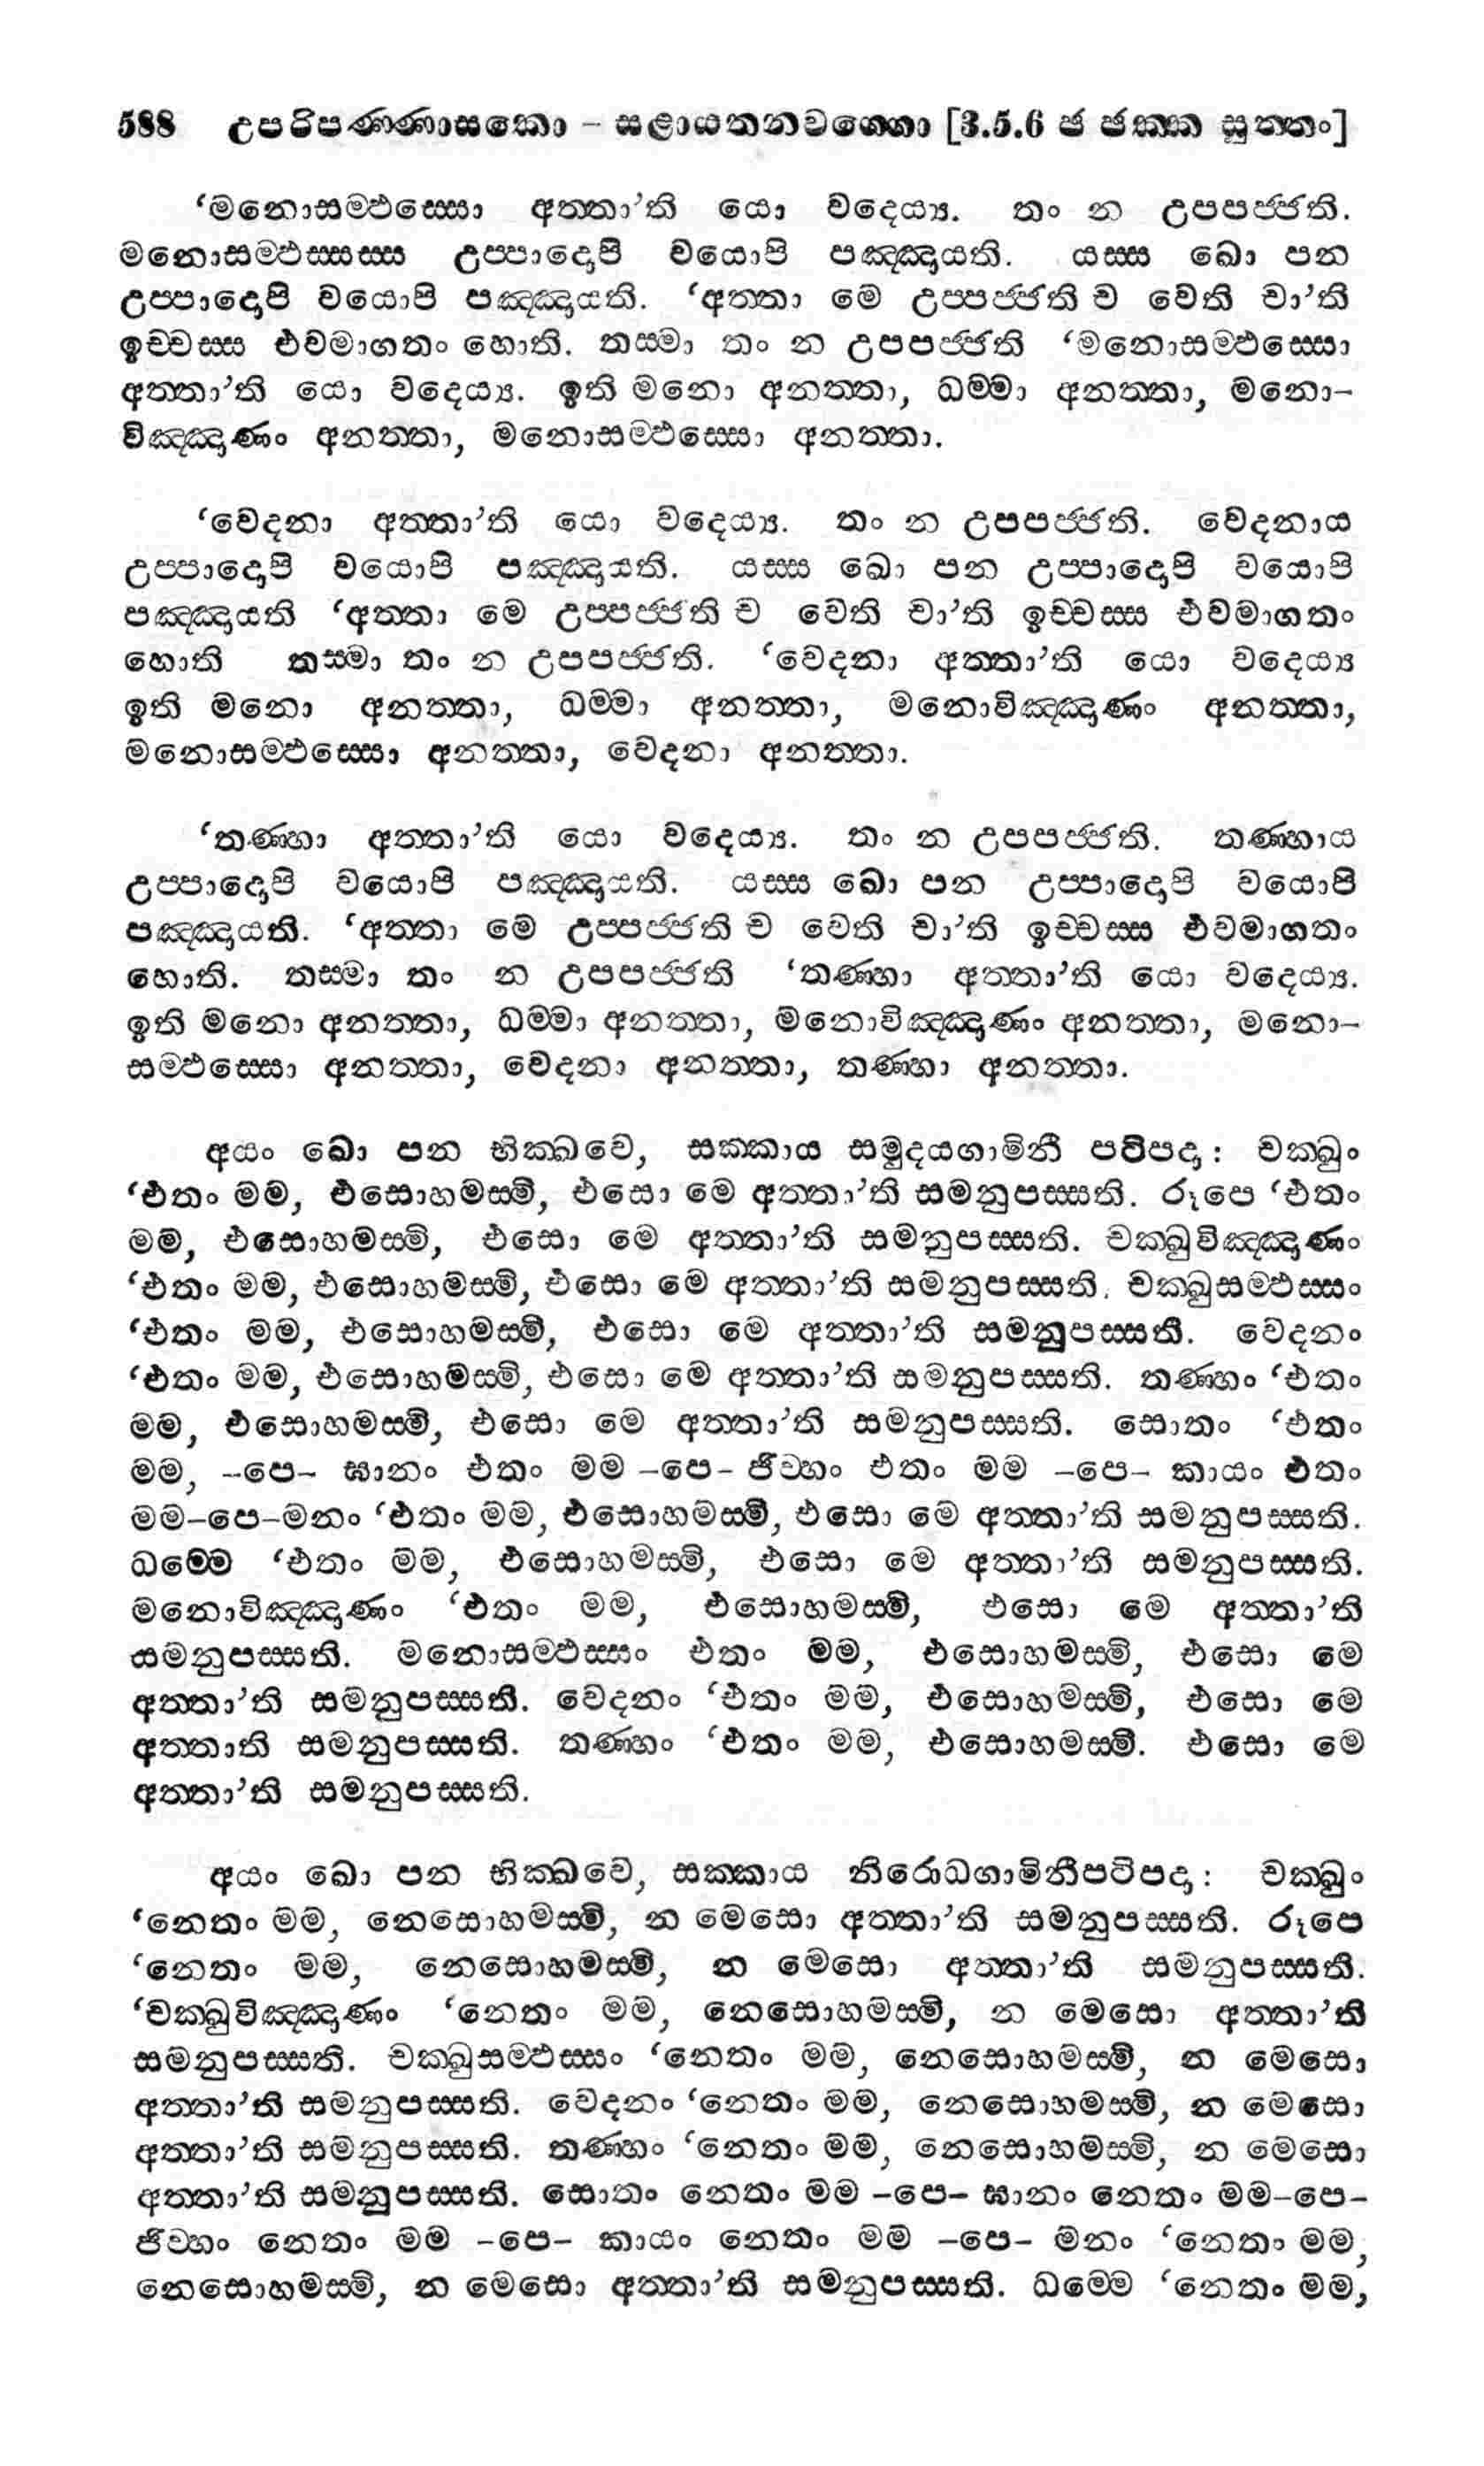 588 උපරිපණ්ණාසකො – සළායතනවග්ගො [3.5.6 ඡ ඡක්ක සුත්තං]
‘මනොසම්ඵස්සො අත්තා’ති යො වදෙය්‍ය. තං න උපපජ්ජති.
මනොසම්ඵස්සස්ස උප්පාදොපි වයොපි පඤ්ඤායති. යස්ස ඛො පන
උප්පාදොපි වයොපි පඤ්ඤායති. ‘අත්තා මෙ උප්පජ්ජති ච වෙති චා’ති
ඉච්චස්ස එවමාගතං හොති. තස්මා තං න උපපජ්ජති ‘මනොසම්ඵස්සො
අත්තා’ති යො වදෙය්‍ය. ඉති මනො අනත්තා, ධම්මා අනත්තා, මනො–
විඤ්ඤාණං අනත්තා, මනොසම්ඵස්සො අනත්තා.
‘වෙදනා අත්තා’ති යො වදෙය්‍ය. තං න උපපජ්ජති. වෙදනාය
උප්පාදොපි වයොපි පඤ්ඤායති. යස්ස ඛො පන උප්පාදොපි වයොපි
පඤ්ඤායති ‘අත්තා මෙ උප්පජ්ජති ච වෙති චා’ති ඉච්චස්ස එවමාගතං
හොති තස්මා තං න උපපජ්ජති. ‘වෙදනා අත්තා’ති යො වදෙය්‍ය
ඉති මනො අනත්තා, ධම්මා අනත්තා, මනොවිඤ්ඤාණං අනත්තා,
මනොසම්ඵස්සො අනත්තා, වෙදනා අනත්තා.
‘තණ්හා අත්තා’ති යො වදෙය්‍ය. තං න උපපජ්ජති. තණ්හාය
උප්පාදොපි වයොපි පඤ්ඤායති. යස්ස ඛො පන උප්පාදොපි වයොපි
පඤ්ඤායති. ‘අත්තා මෙ උප්පජ්ජති ච වෙති චා’ති ඉච්චස්ස එවමාගතං
හොති. තස්මා තං න උපපජ්ජති ‘තණ්හා අත්තා’ති යො වදෙය්‍ය.
ඉති මනො අනත්තා, ධම්මා අනත්තා, මනොවිඤ්ඤාණං අනත්තා, මනො–
සම්ඵස්සො අනත්තා, වෙදනා අනත්තා, තණ්හා අනත්තා.
අයං ඛො පන භික්ඛවෙ, සක්කාය සමුදයගාමිනී පටිපදා: චක්ඛුං
‘එතං මම, එසොහමස්මි, එසො මෙ අත්තා’ති සමනුපස්සති. රූපෙ ‘එතං
මම, එසොහමස්මි, එසො මෙ අත්තා’ති සමනුපස්සති. චක්ඛුවිඤ්ඤාණං
‘එතං මම, එසොහමස්මි, එසො මෙ අත්තා’ති සමනුපස්සති. චක්ඛුසම්ඵස්සං
‘එතං මම, එසොහමස්මි, එසො මෙ අත්තා’ති සමනුපස්සති. වෙදනං
‘එතං මම, එසොහමස්මි, එසො මෙ අත්තා’ති සමනුපස්සති. තණ්හං ‘එතං
මම, එසොහමස්මි, එසො මෙ අත්තා’ති සමනුපස්සති. සොතං ‘එතං
මම, –පෙ– ඝානං එතං මම –පෙ– ජිව්හං එතං මම –පෙ– කායං එතං
මම–පෙ–මනං ‘එතං මම, එසොහමස්මි, එසො මෙ අත්තා’ති සමනුපස්සති.
ධම්මෙ ‘එතං මම, එසොහමස්මි, එසො මෙ අත්තා’ති සමනුපස්සති.
මනොවිඤ්ඤාණං ‘එතං මම, එසොහමස්මි, එසො මෙ අත්තා’ති
සමනුපස්සති. මනොසම්ඵස්සං එතං මම, එසොහමස්මි, එසො මෙ
අත්තා’ති සමනුපස්සති. වෙදනං ‘එතං මම, එසොහමස්මි, එසො මෙ
අත්තාති සමනුපස්සති. තණ්හං ‘එතං මම, එසොහමස්මි. එසො මෙ
අත්තා’ති සමනුපස්සති.
අයං ඛො පන භික්ඛවෙ, සක්කාය නිරොධගාමිනීපටිපදා: චක්ඛුං
‘නෙතං මම, නෙසොහමස්මි, න මෙසො අත්තා’ති සමනුපස්සති. රූපෙ
‘නෙතං මම, නෙසොහමස්මි, න මෙසො අත්තා’ති සමනුපස්සති.
‘චක්ඛුවිඤ්ඤාණං ‘නෙතං මම, නෙසොහමස්මි, න මෙසො අත්තා’ති
සමනුපස්සති. චක්ඛුසම්ඵස්සං ‘නෙතං මම, නෙසොහමස්මි, න මෙසො
අත්තා’ති සමනුපස්සති. වෙදනං ‘නෙතං මම, නෙසොහමස්මි, න මෙසො
අත්තා’ති සමනුපස්සති. තණ්හං ‘නෙතං මම, නෙසොහමස්මි, න මෙසො
අත්තා’ති සමනුපස්සති. සොතං නෙතං මම –පෙ– ඝානං නෙතං මම–පෙ–
ජිව්හං නෙතං මම –පෙ– කායං නෙතං මම –පෙ– මනං ‘නෙතං මම,
නෙසොහමස්මි, න මෙසො අත්තා’ති සමනුපස්සති. ධම්මෙ ‘නෙතං මම,